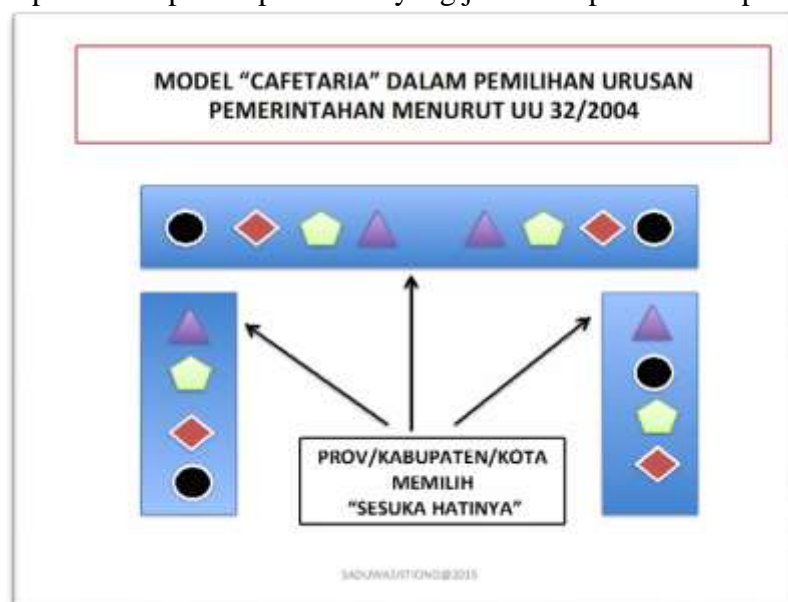 MODEL “CAFETARIA” DALAM PEMILIHAN URUSAN
PEMERINTAHAN MENURUT UU 32/2004
PROV/KABUPATEN/KOTA
MEMILIH
“SESUKA HATINYA”